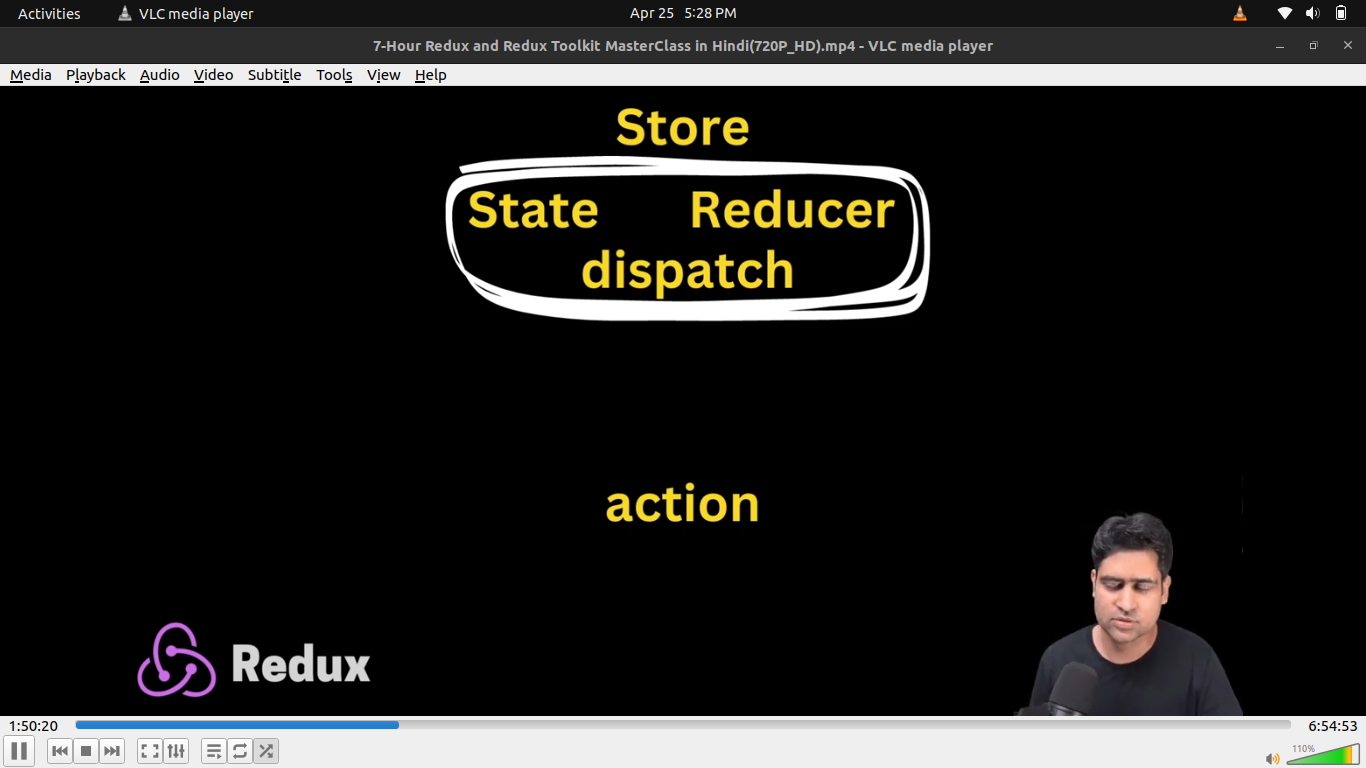 Activities VLC media player Apr 25 5:28 PM
7-Hour Redux and Redux Toolkit MasterClass in Hindi(720P_HD).mp4 - VLC media player
Media Playback Audio Video Subtitle Tools View Help
Store
State Reducer
dispatch
action
Redux
1:50:20 6:54:53
110%